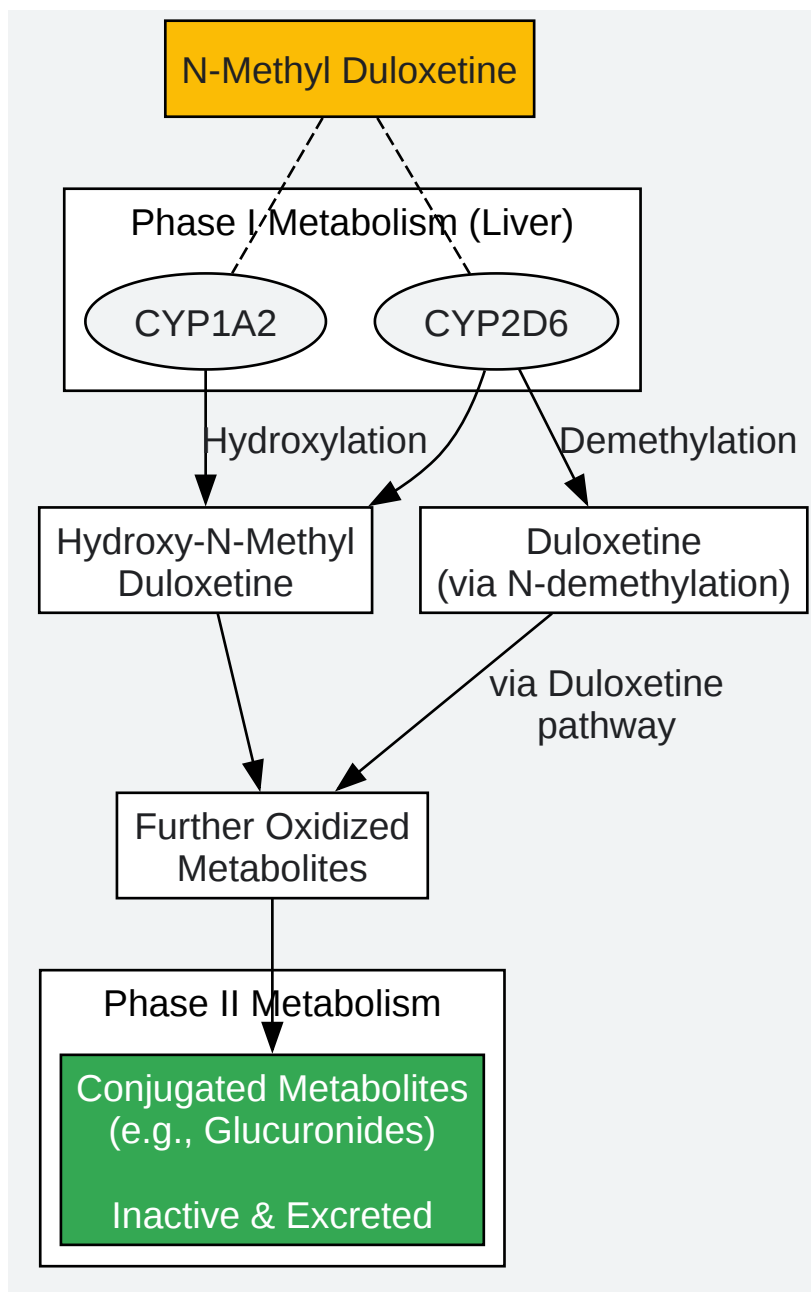 N-Methyl Duloxetine
Phase I Metabolism (Liver)
CYP1A2
CYP2D6
Hydroxylation
Demethylation
Hydroxy-N-Methyl
Duloxetine
Duloxetine
(via N-demethylation)
via Duloxetine
pathway
Further Oxidized
Metabolites
Phase II Metabolism
Conjugated Metabolites
(e.g., Glucuronides)
Inactive & Excreted